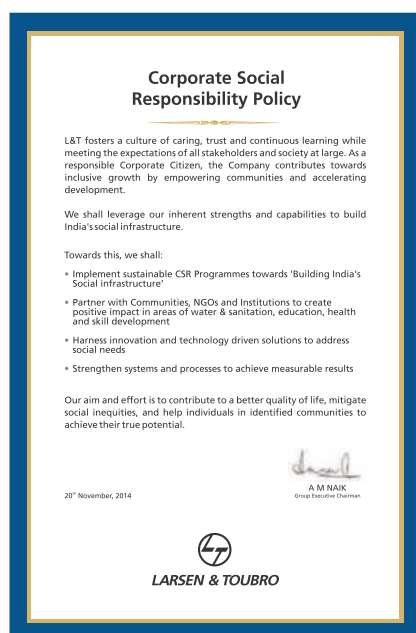 Corporate Social
Responsibility Policy
L&T fosters a culture of caring, trust and continuous learning while
meeting the expectations of all stakeholders and society at large. As a
responsible Corporate Citizen, the Company contributes towards
inclusive growth by empowering communities and accelerating
development.
We shall leverage our inherent strengths and capabilities to build
India's social infrastructure.
Towards this, we shall:
• Implement sustainable CSR Programmes towards 'Building India's
Social infrastructure'
• Partner with Communities, NGOs and Institutions to create
positive impact in areas of water & sanitation, education, health
and skill development
• Harness innovation and technology driven solutions to address
social needs
• Strengthen systems and processes to achieve measurable results
Our aim and effort is to contribute to a better quality of life, mitigate
social inequities, and help individuals in identified communities to
achieve their true potential.
A M NAIK
20th November, 2014
Group Executive Chairman
LARSEN & TOUBRO